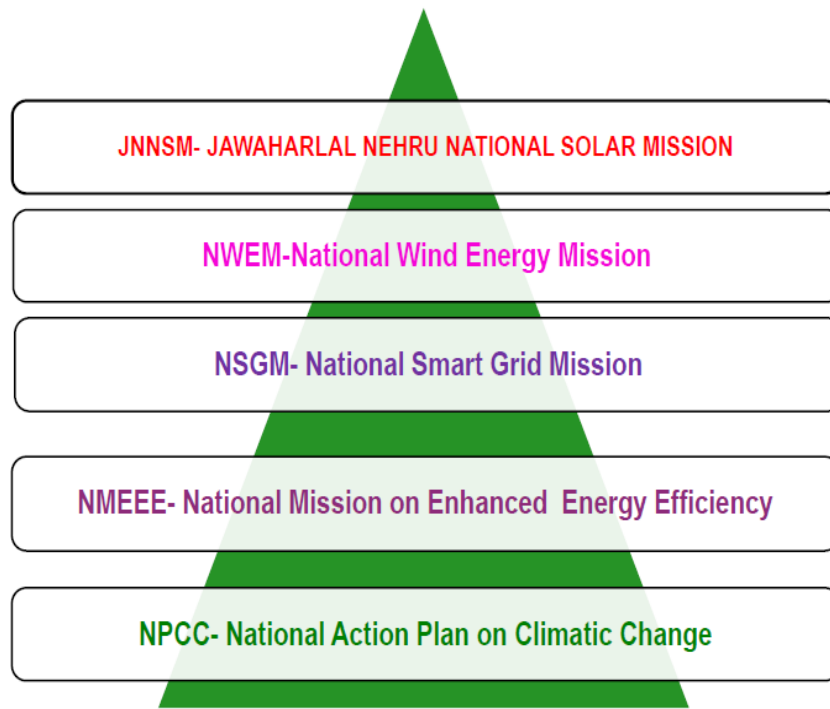 JNNSM- JAWAHARLAL NEHRU NATIONAL SOLAR MISSION
NWEM-National Wind Energy Mission
NSGM- National Smart Grid Mission
NMEEE- National Mission on Enhanced  Energy Efficiency
NPCC- National Action Plan on Climatic Change